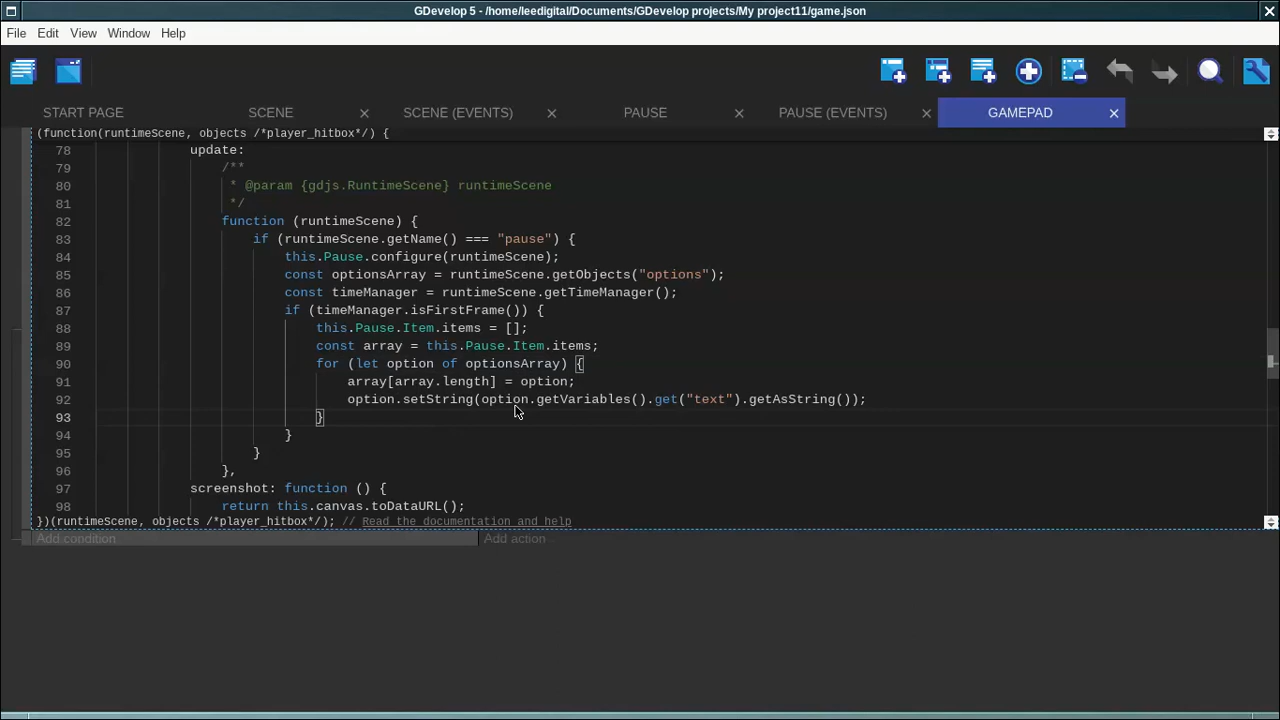 GDevelop 5 - /home/leedigital/Documents/GDevelop projects/My project11/game.json
File Edit View Window Help
START PAGE SCENE SCENE (EVENTS) PAUSE PAUSE (EVENTS) GAMEPAD
(function(runtimeScene, objects /*player_hitbox*/) {
78 update:
79 /**
80 * @param {gdjs.RuntimeScene} runtimeScene
81 */
82 function (runtimeScene) {
83 if (runtimeScene.getName() === "pause") {
84 this.Pause.configure(runtimeScene);
85 const optionsArray = runtimeScene.getObjects("options");
86 const timeManager = runtimeScene.getTimeManager();
87 if (timeManager.isFirstFrame()) {
88 this.Pause.Item.items = [];
89 const array = this.Pause.Item.items;
90 for (let option of optionsArray) {
91 array[array.length] = option;
92 option.setString(option.getVariables().get("text").getAsString());
93 }
94 }
95 }
96 },
97 screenshot: function () {
98 return this.canvas.toDataURL();
})(runtimeScene, objects /*player_hitbox*/); // Read the documentation and help
Add condition Add action